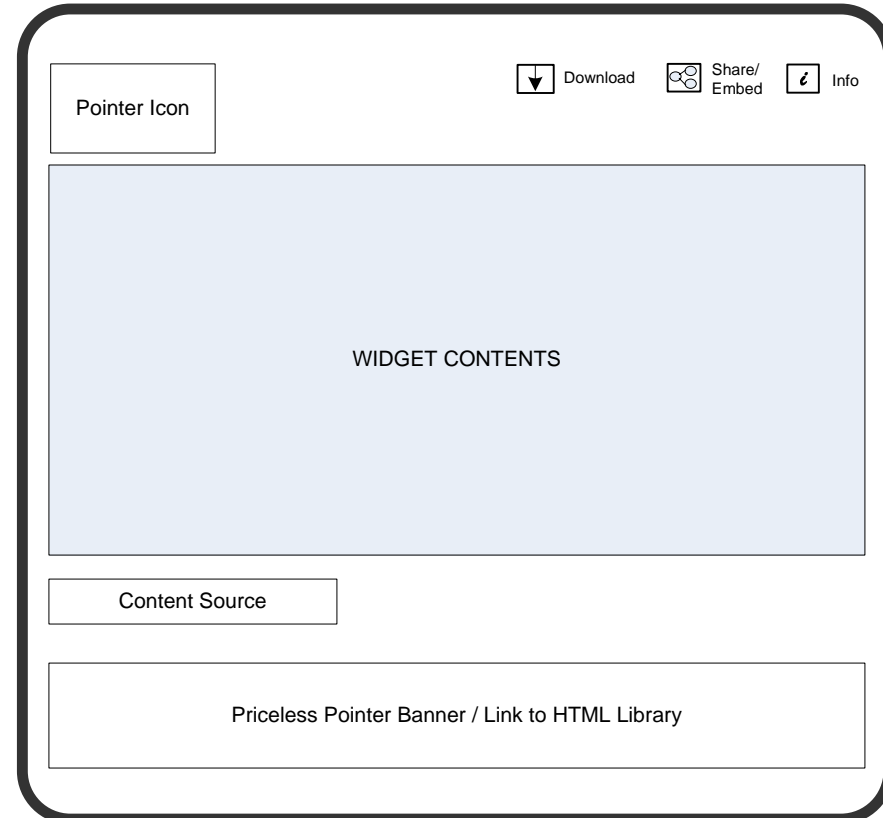 Pointer Icon
Download
Share/
Embed
i
Info
WIDGET CONTENTS
Content Source
Priceless Pointer Banner / Link to HTML Library